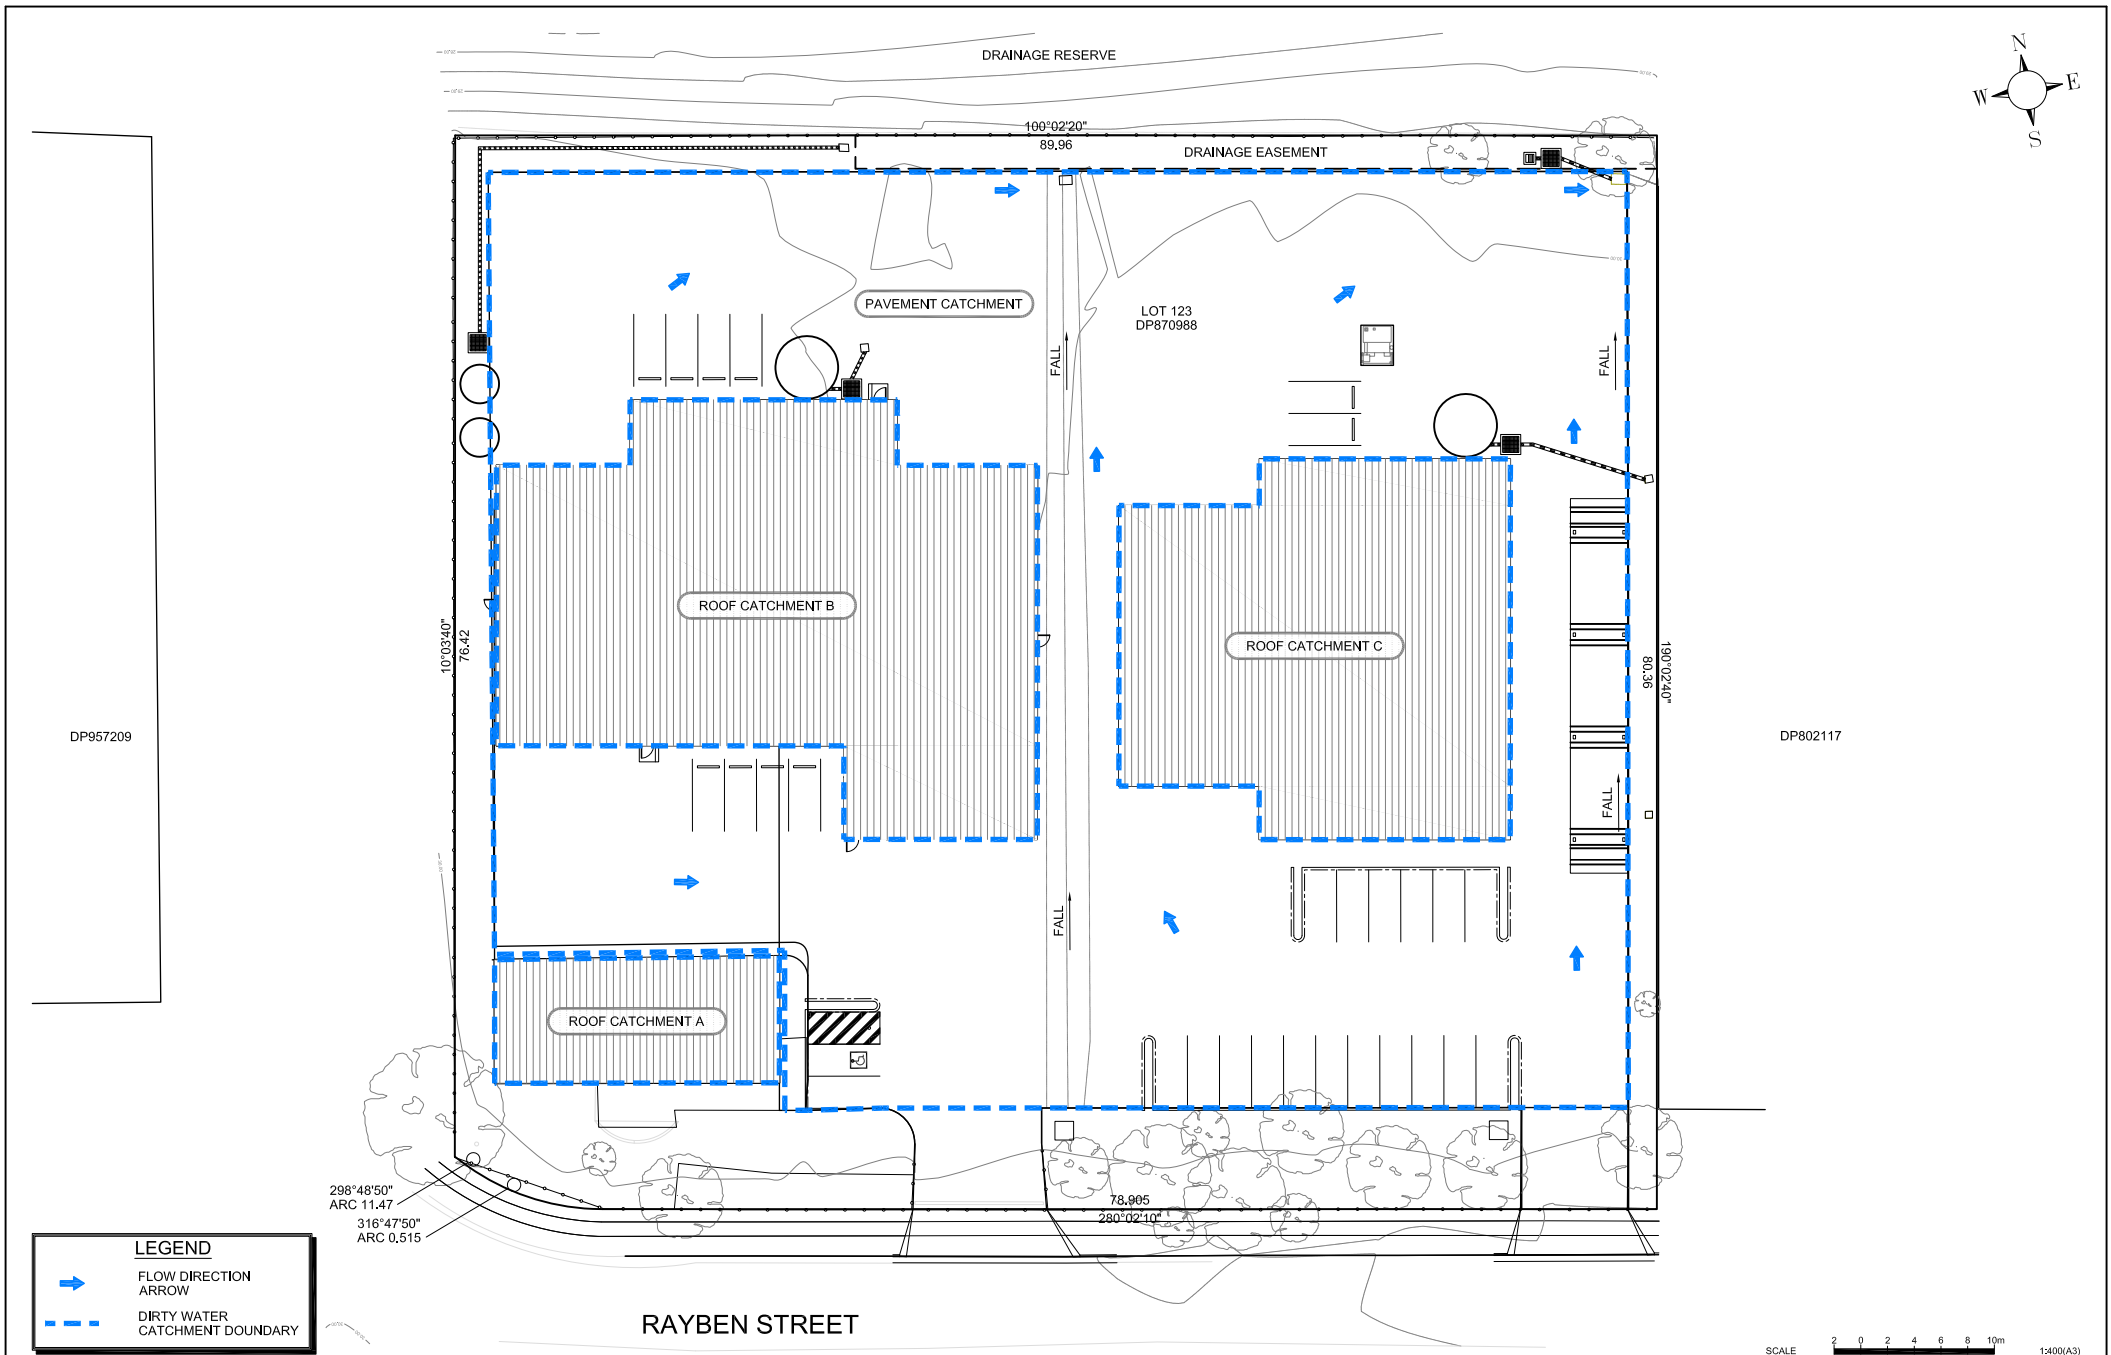 DRAINAGE RESERVE
N
W
E
S
100°02'20"
89.96
DRAINAGE EASEMENT
PAVEMENT CATCHMENT
LOT 123
DP870988
FALL
FALL
ROOF CATCHMENT B
ROOF CATCHMENT C
10°03'40"
76.42
190°02'40"
80.36
DP957209
DP802117
FALL
FALL
ROOF CATCHMENT A
298°48'50"
ARC 11.47
316°47'50"
ARC 0.515
78.905
280°02'10"
LEGEND
FLOW DIRECTION
ARROW
DIRTY WATER
CATCHMENT DOUNDARY
RAYBEN STREET
SCALE
2 0 2 4 6 8 10m
1:400(A3)